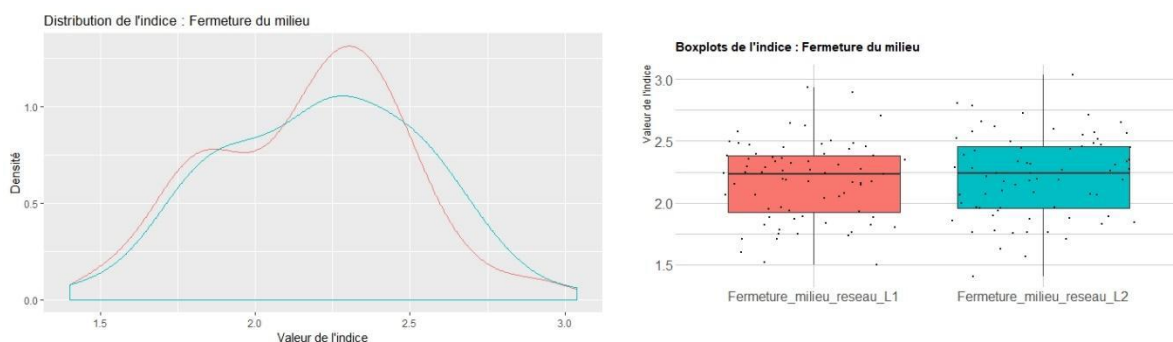 Distribution de l'indice : Fermeture du milieu
Densité
1.0
0.5
0.0
1.5
2.0
2.5
3.0
Valeur de l'indice
Boxplots de l'indice : Fermeture du milieu
Valeur de l'indice
3.0
2.5
2.0
1.5
Fermeture_milieu_reseau_L1
Fermeture_milieu_reseau_L2